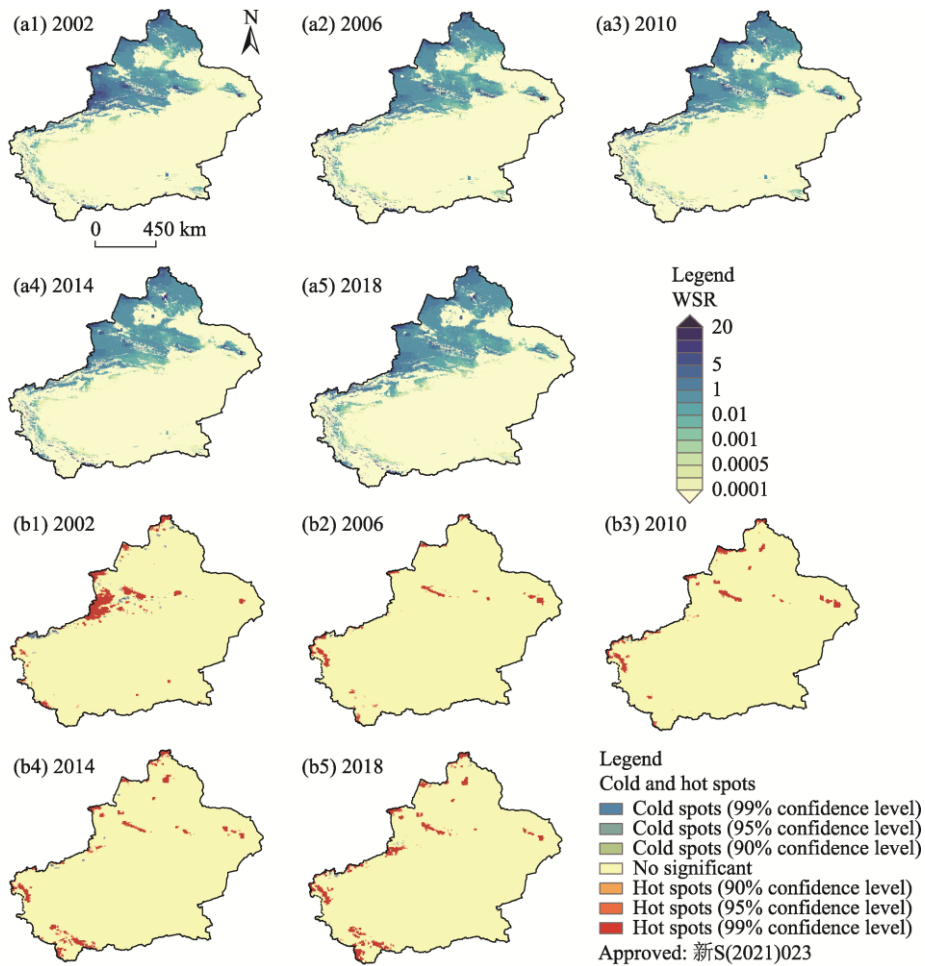 (a1) 2002
N
(a2) 2006
(a3) 2010
0 450 km
(a4) 2014
(a5) 2018
Legend
WSR
20
5
1
0.01
0.001
0.0005
0.0001
(b1) 2002
(b2) 2006
(b3) 2010
(b4) 2014
(b5) 2018
Legend
Cold and hot spots
Cold spots (99% confidence level)
Cold spots (95% confidence level)
Cold spots (90% confidence level)
No significant
Hot spots (90% confidence level)
Hot spots (95% confidence level)
Hot spots (99% confidence level)
Approved: 新S(2021)023